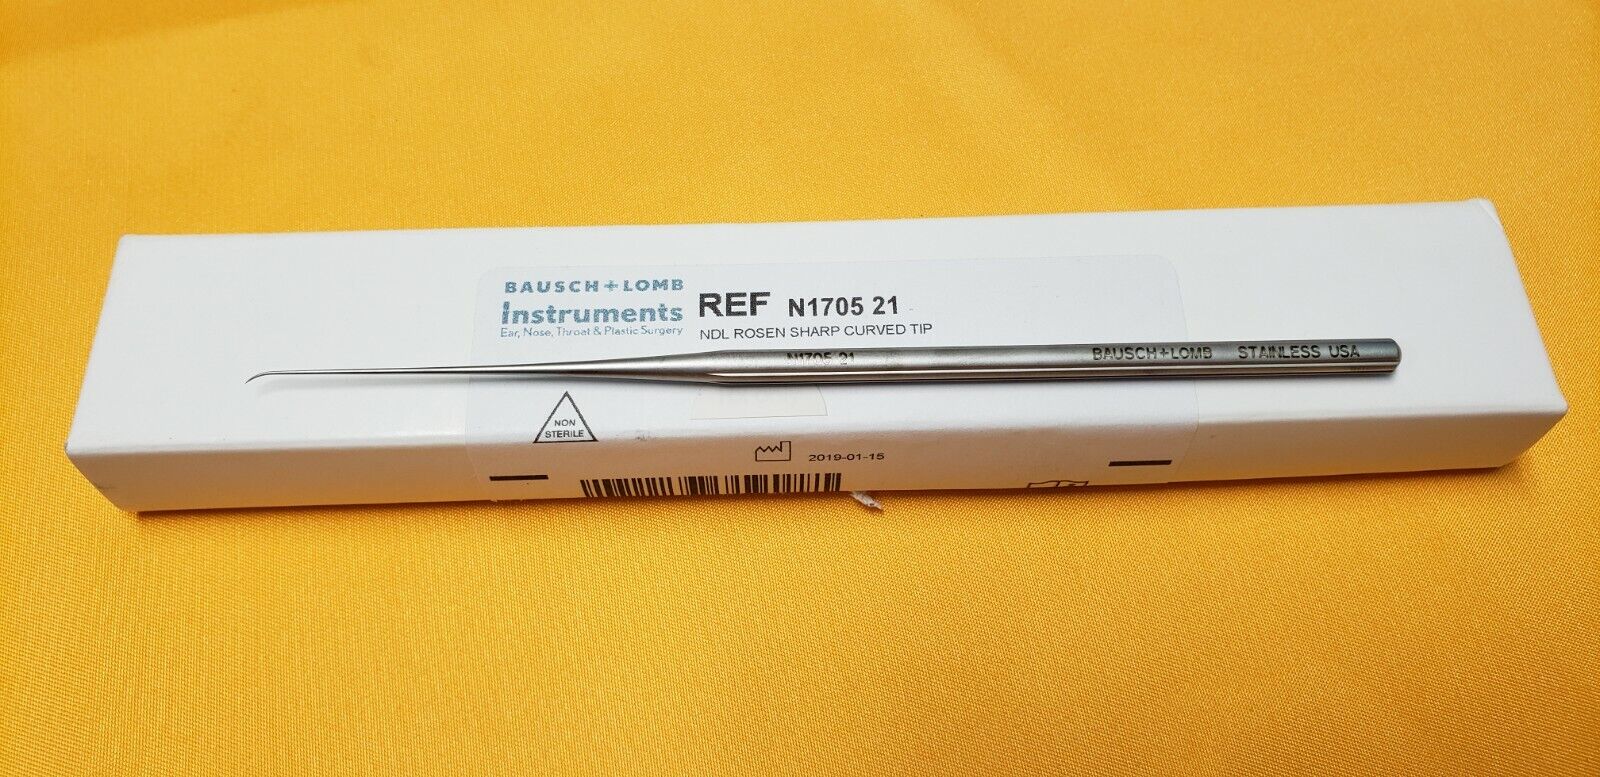 BAUSCH + LOMB
Instruments
Ear, Nose, Throat & Plastic Surgery
REF N1705 21
NDL ROSEN SHARP CURVED TIP
N1705 21
BAUSCH+LOMB STAINLESS USA
NON
STERILE
2019-01-15